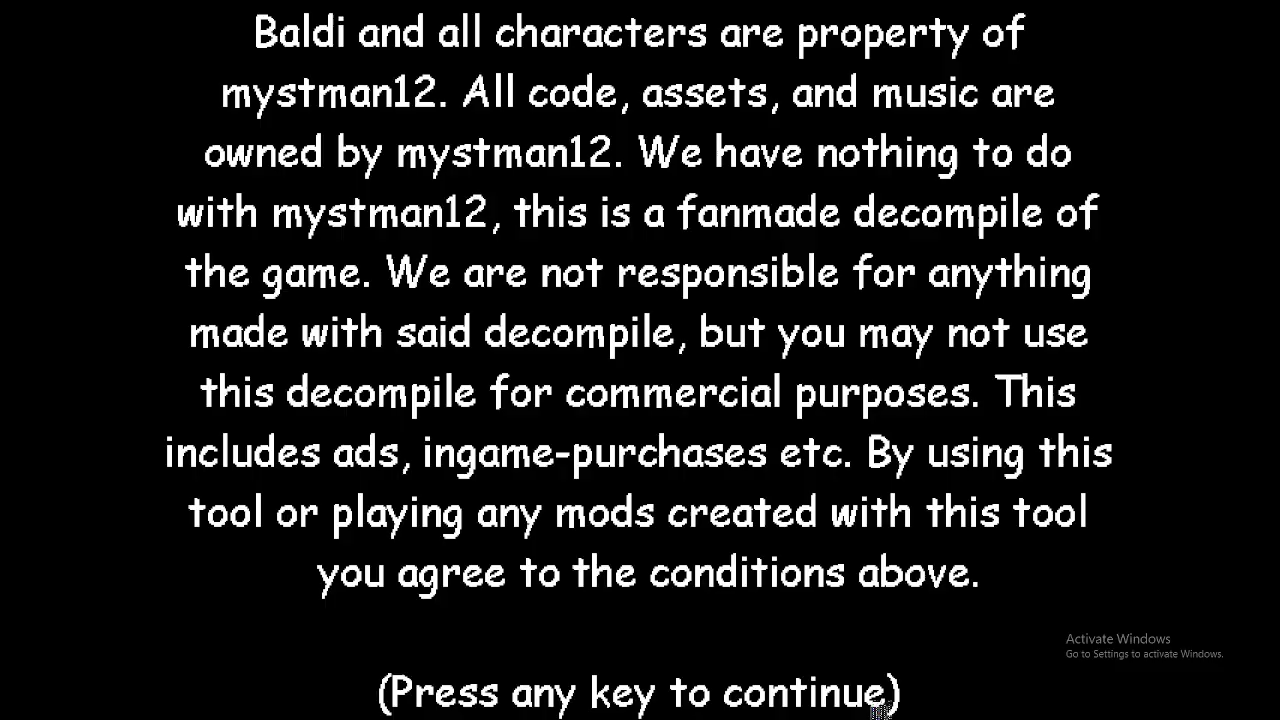 Baldi and all characters are property of
mystman12. All code, assets, and music are
owned by mystman12. We have nothing to do
with mystman12, this is a fanmade decompile of
the game. We are not responsible for anything
made with said decompile, but you may not use
this decompile for commercial purposes. This
includes ads, ingame-purchases etc. By using this
tool or playing any mods created with this tool
you agree to the conditions above.
Activate Windows
Go to Settings to activate Windows.
(Press any key to continue)